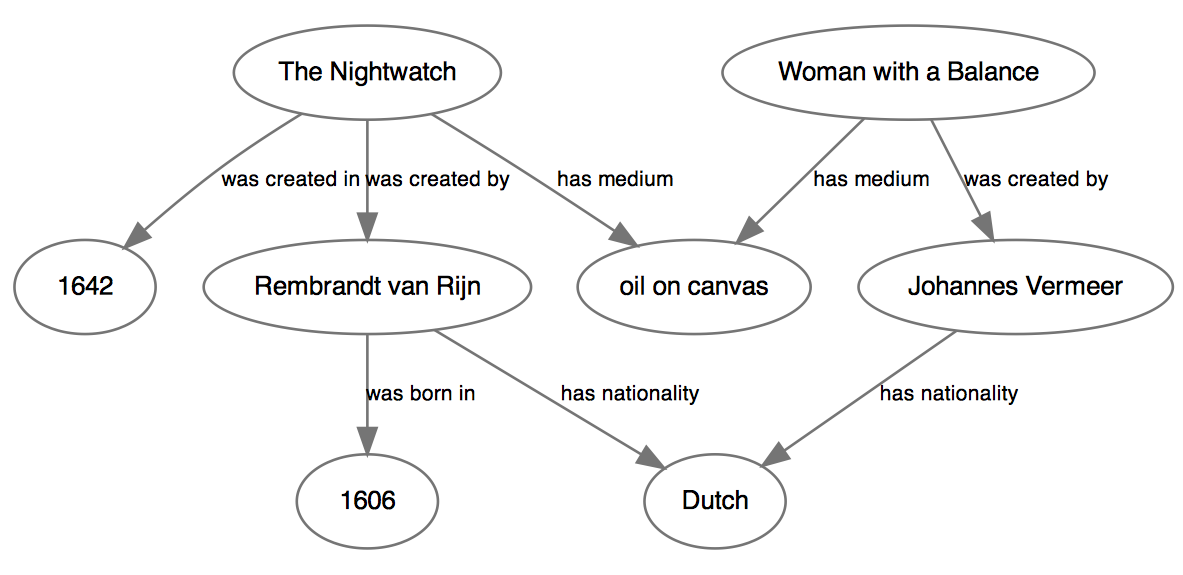 The Nightwatch
Woman with a Balance
was created in
was created by
has medium
has medium
was created by
1642
Rembrandt van Rijn
oil on canvas
Johannes Vermeer
was born in
has nationality
has nationality
1606
Dutch